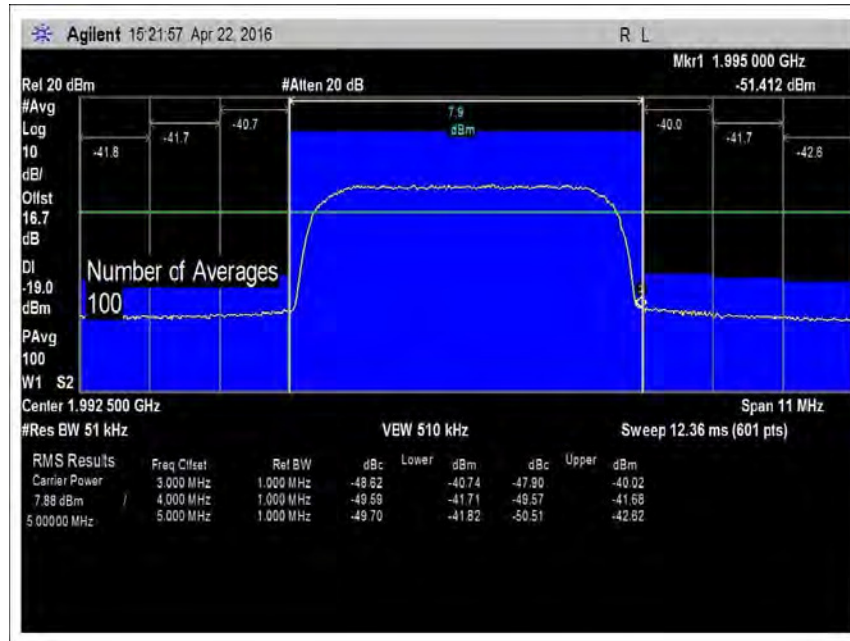 Agilent 15:21:57 Apr 22, 2016 R L
Mkr1 1.995 000 GHz
Ref 20 dBm #Atten 20 dB -51.412 dBm
#Avg
Log
10
dB/
Offst
16.7
dB
DI
-19.0
dBm
PAvg
100
W1 S2
-41.8 -41.7 -40.7 7.9 -40.0 -41.7 -42.6
dBm
Number of Averages
100
Center 1.992 500 GHz Span 11 MHz
#Res BW 51 kHz VBW 510 kHz Sweep 12.36 ms (601 pts)
RMS Results Freq Offset Ref BW dBc Lower dBm dBc Upper dBm
Carrier Power 3.000 MHz 1.000 MHz -48.62 -40.74 -47.90 -40.02
7.88 dBm / 4.000 MHz 1.000 MHz -49.59 -41.71 -49.57 -41.68
5.00000 MHz 5.000 MHz 1.000 MHz -49.70 -41.82 -50.51 -42.62